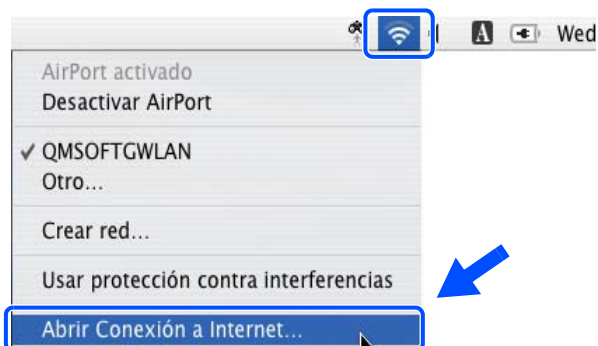 A Wed
AirPort activado
Desactivar AirPort
✓ QMSOFTGWLAN
Otro...
Crear red...
Usar protección contra interferencias
Abrir Conexión a Internet...